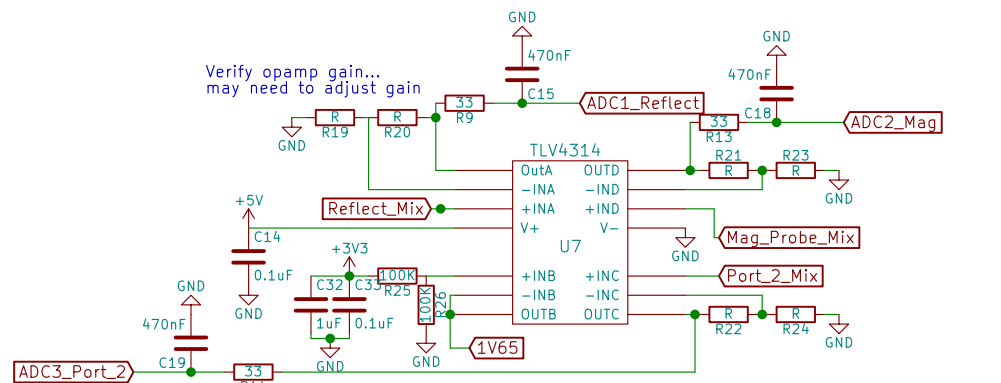 GND
GND
470nF
Verify opamp gain...
may need to adjust gain
470nF
33
C15
ADC1_Reflect
R
R
R9
33
C18
ADC2_Mag
R19
R20
R13
GND
TLV4314
R21
R23
OutA
OUTD
R
R
-INA
-IND
GND
+5V
Reflect_Mix
+INA
+IND
V+
V-
C14
U7
Mag_Probe_Mix
+3V3
GND
0.1uF
100K
+INB
+INC
Port_2_Mix
C32
C33
R25
GND
GND
100K
R26
-INB
-INC
470nF
1uF
0.1uF
OUTB
OUTC
R
R
R22
R24
GND
GND
GND
1V65
C19
ADC3_Port_2
33